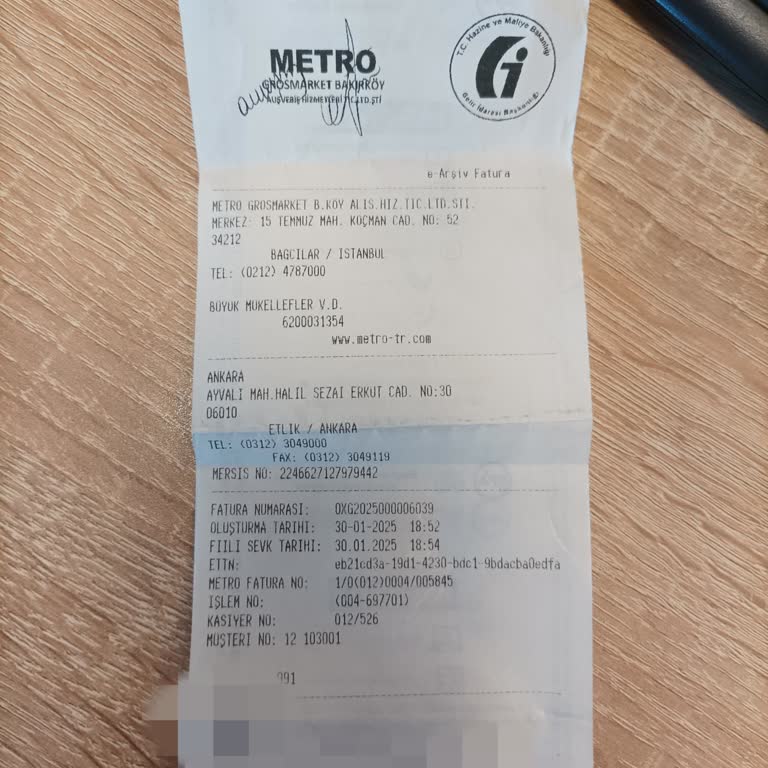 METRO
GROSMARKET BAKIRKÖY
ALIŞVERİŞ HİZMETLERİ TİC.LTD.ŞTİ
T.C. Hazine ve Maliye Bakanlığı
Gelir İdaresi Başkanlığı
e-Arşiv Fatura
METRO GROSMARKET B.KOY ALIS.HIZ.TIC.LTD.STI.
MERKEZ: 15 TEMMUZ MAH. KOÇMAN CAD. NO: 52
34212
BAGCILAR / ISTANBUL
TEL: (0212) 4787000
BÜYÜK MÜKELLEFLER V.D.
6200031354
www.metro-tr.com
ANKARA
AYVALI MAH.HALIL SEZAI ERKUT CAD. NO:30
06010
ETLIK / ANKARA
TEL: (0312) 3049000
FAX: (0312) 3049119
MERSIS NO: 2246627127979442
FATURA NUMARASI: OXG2025000006039
OLUŞTURMA TARIHI: 30-01-2025 18:52
FIILI SEVK TARIHI: 30.01.2025 18:54
ETTN: eb21cd3a-19d1-4230-bdc1-9bdacba0edfa
METRO FATURA NO: 1/0(012)0004/005845
IŞLEM NO: (004-697701)
KASIYER NO: 012/526
MÜŞTERI NO: 12 103001
991